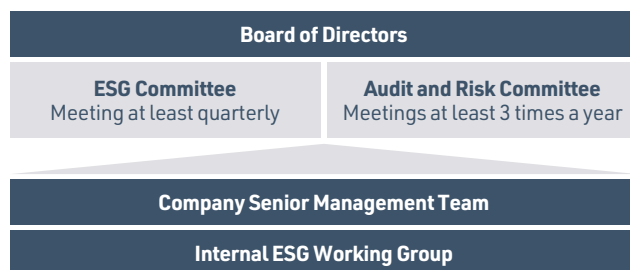 Board of Directors
ESG Committee
Meeting at least quarterly
Audit and Risk Committee
Meetings at least 3 times a year
Company Senior Management Team
Internal ESG Working Group